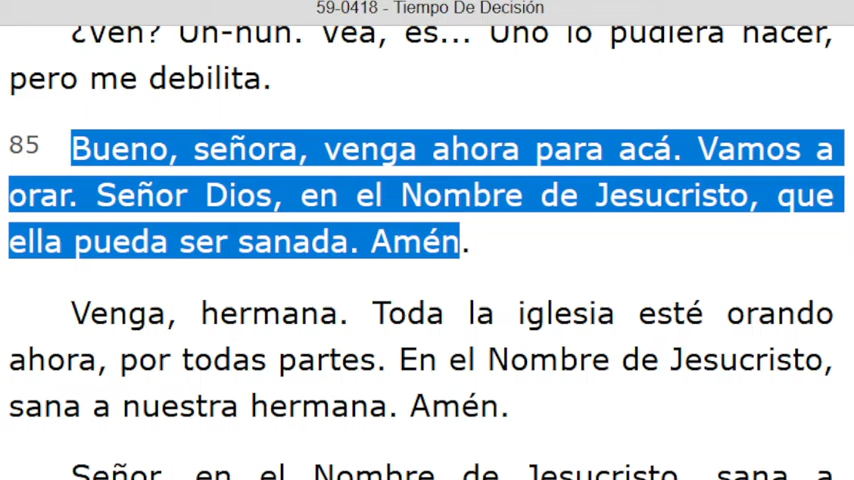 59-0418 - Tiempo De Decisión
¿Ven? Uh-huh. Vea, es... Uno lo pudiera hacer,
pero me debilita.
85 Bueno, señora, venga ahora para acá. Vamos a
orar. Señor Dios, en el Nombre de Jesucristo, que
ella pueda ser sanada. Amén.
Venga, hermana. Toda la iglesia esté orando
ahora, por todas partes. En el Nombre de Jesucristo,
sana a nuestra hermana. Amén.
Señor, en el Nombre de Jesucristo, sana a